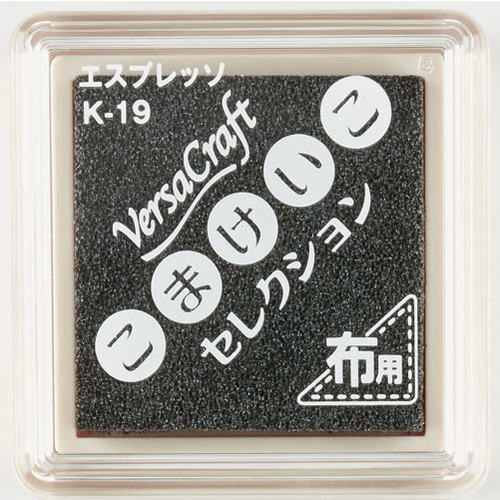 エスプレッソ
K-19
VersaCraft
こまけいこ
セレクション
布用